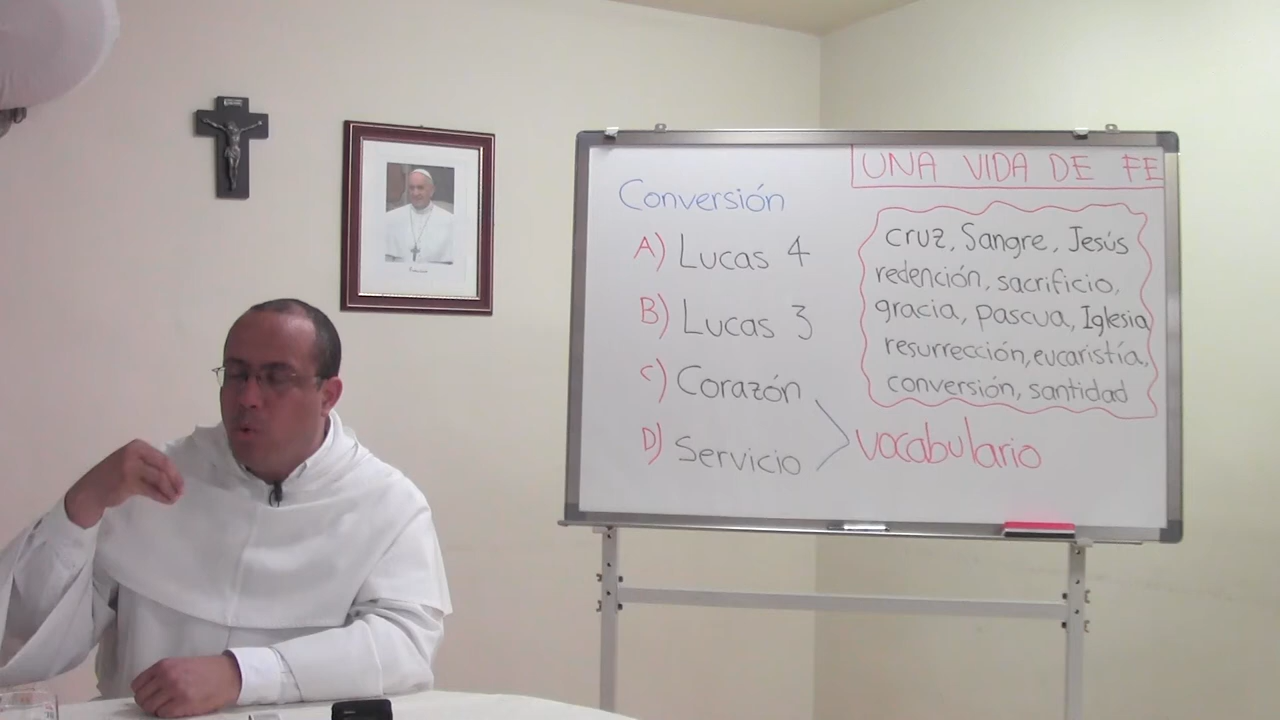 UNA VIDA DE FE
Conversión
A) Lucas 4
B) Lucas 3
C) Corazón
D) Servicio
cruz, Sangre, Jesús
redención, sacrificio,
gracia, pascua, Iglesia
resurrección, eucaristía,
conversión, santidad
vocabulario